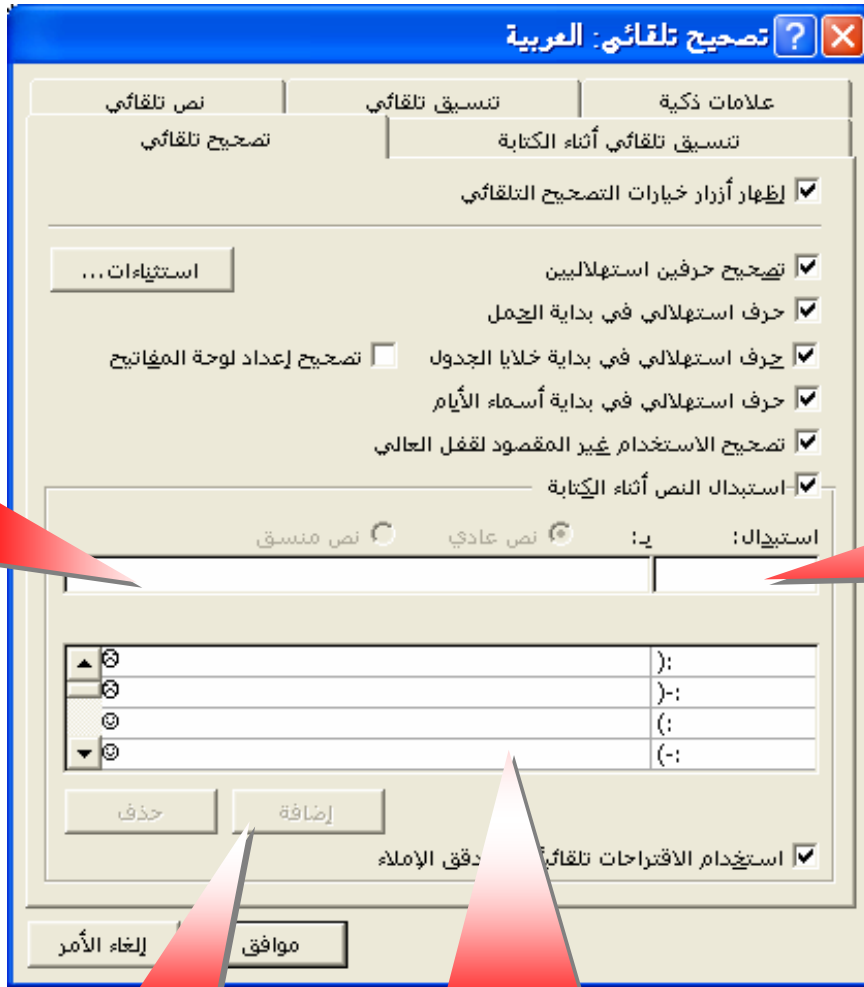 تصحيح تلقائي: العربية
علامات ذكية تنسيق تلقائي نص تلقائي
تنسيق تلقائي أثناء الكتابة تصحيح تلقائي
إظهار أزرار خيارات التصحيح التلقائي
تصحيح حرفين استهلاليين استثناءات...
حرف استهلالي في بداية الجمل
حرف استهلالي في بداية خلايا الجدول تصحيح إعداد لوحة المفاتيح
حرف استهلالي في بداية أسماء الأيام
تصحيح الاستخدام غير المقصود لقفل العالي
استبدال النص أثناء الكتابة
استبدال: بـ: نص عادي نص منسق
:( ☹
:-( ☹
:) ☺
:-) ☺
إضافة حذف
استخدام الاقتراحات تلقائياً دقق الإملاء
موافق إلغاء الأمر